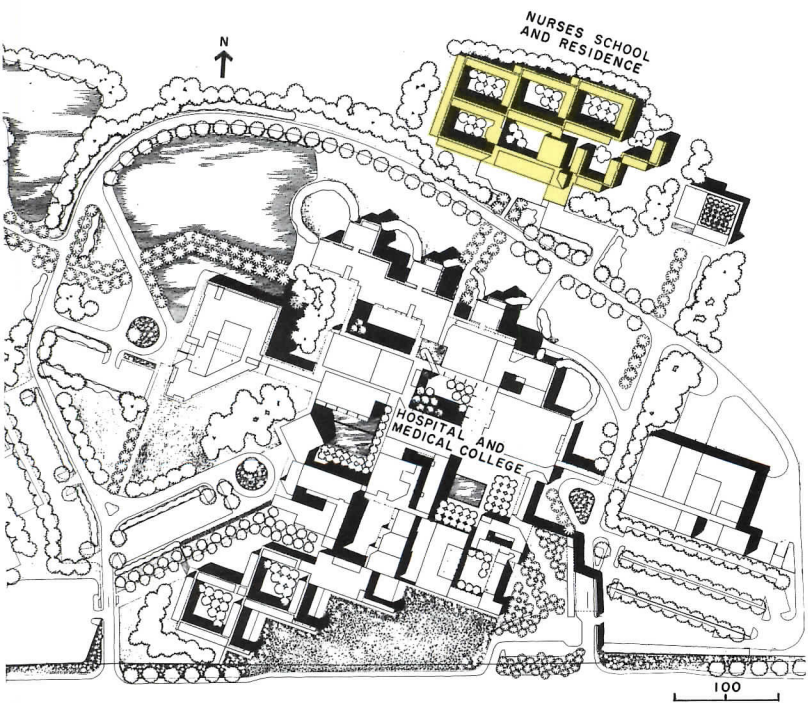 NURSES SCHOOL
AND RESIDENCE
N
HOSPITAL AND
MEDICAL COLLEGE
100